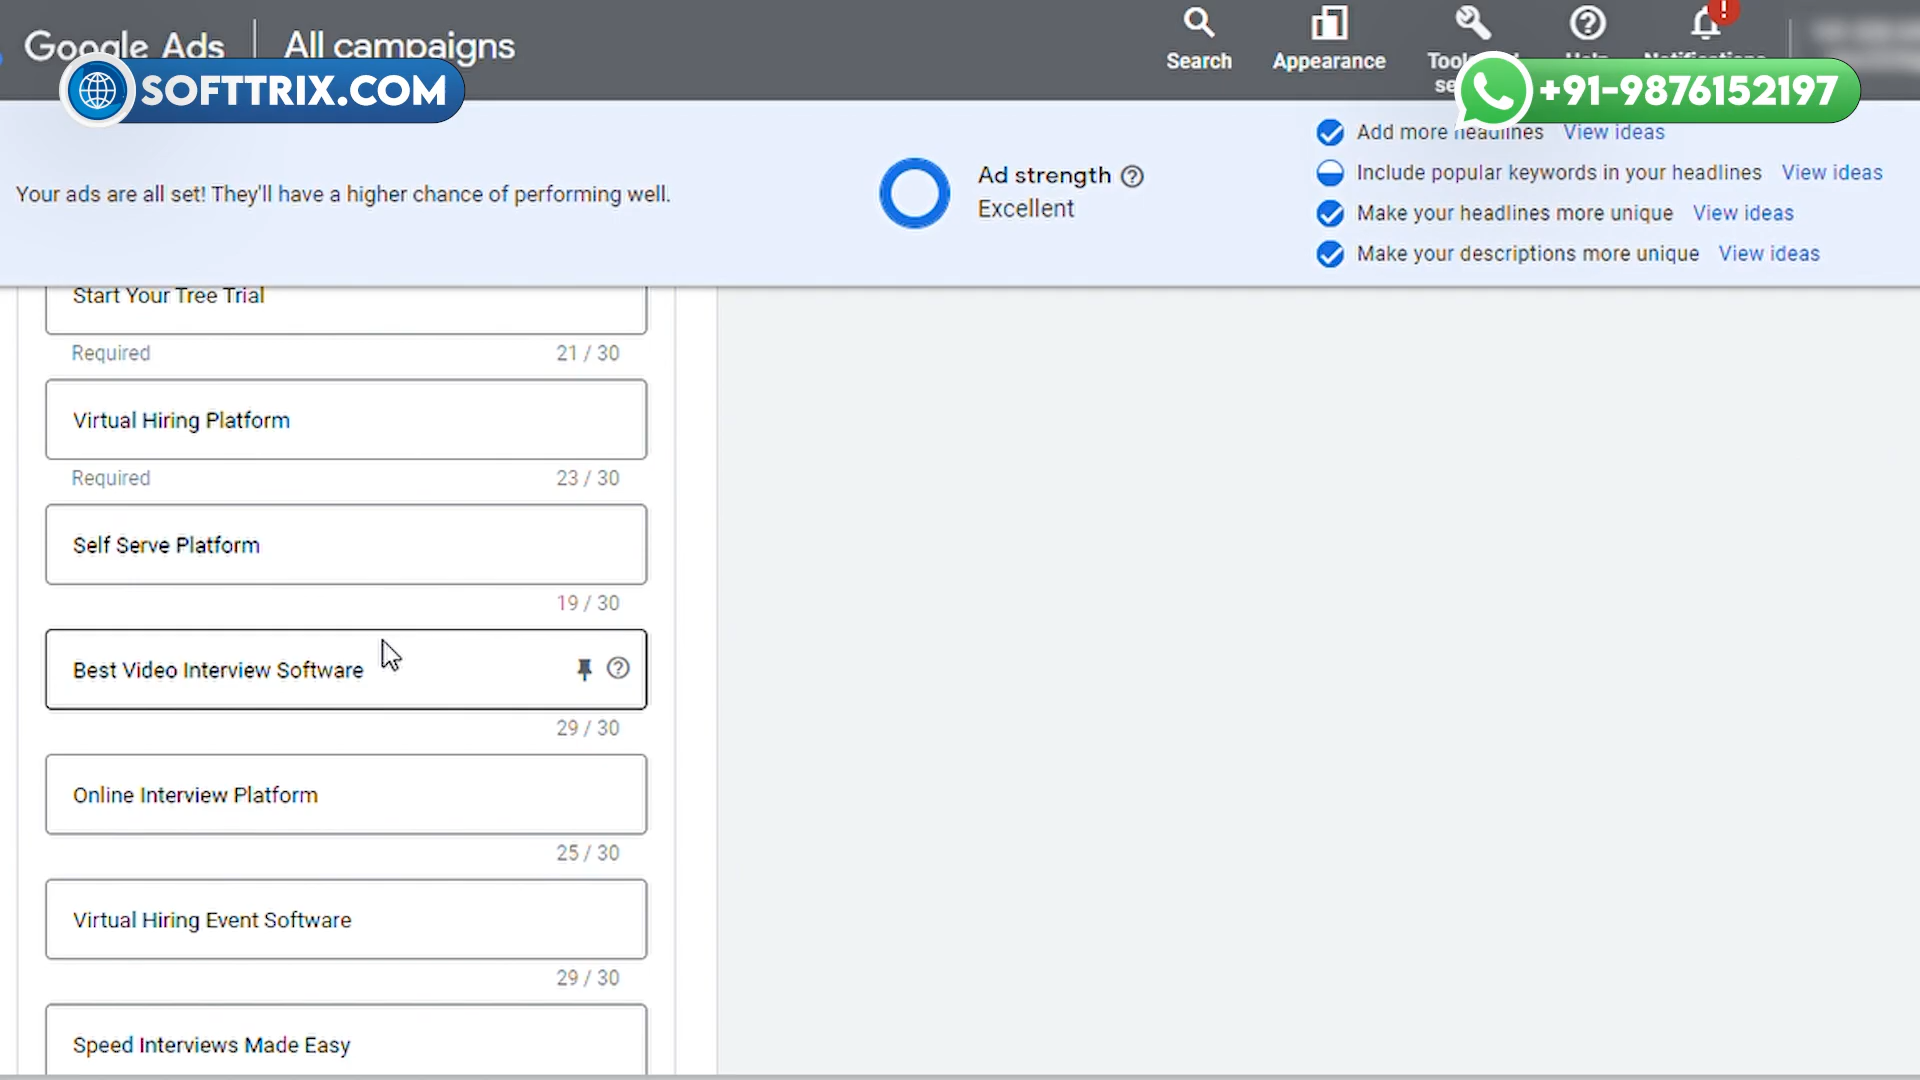 Google Ads
All campaigns
Search
Appearance
SOFTTRIX.COM
+91-9876152197
Your ads are all set! They'll have a higher chance of performing well.
Ad strength
Excellent
Add more headlines View ideas
Include popular keywords in your headlines View ideas
Make your headlines more unique View ideas
Make your descriptions more unique View ideas
Start Your Tree Trial
Required 21 / 30
Virtual Hiring Platform
Required 23 / 30
Self Serve Platform
19 / 30
Best Video Interview Software
29 / 30
Online Interview Platform
25 / 30
Virtual Hiring Event Software
29 / 30
Speed Interviews Made Easy